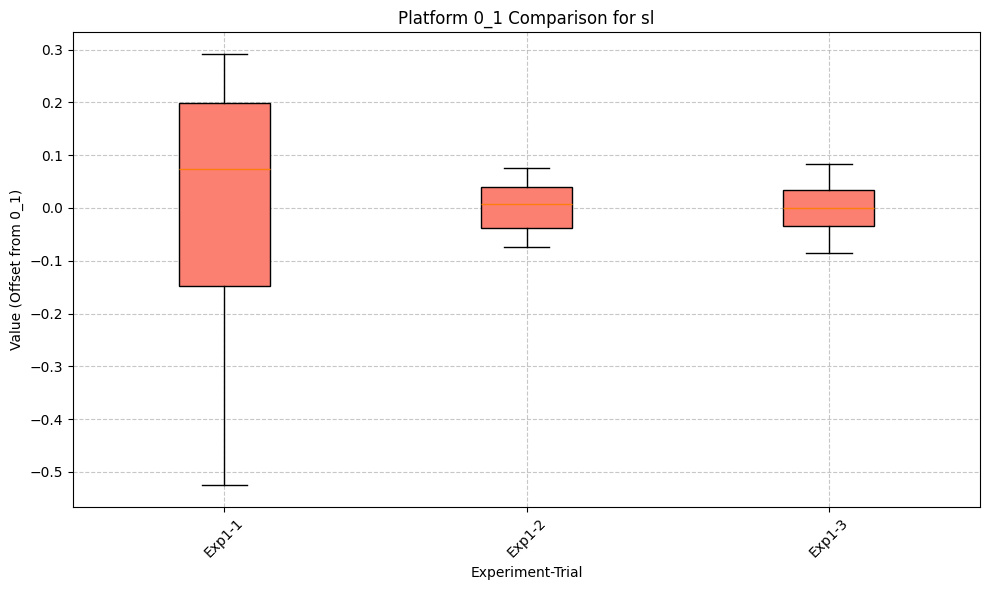 Platform 0_1 Comparison for sl
Value (Offset from 0_1)
0.3
0.2
0.1
0.0
−0.1
−0.2
−0.3
−0.4
−0.5
Exp1-1
Exp1-2
Exp1-3
Experiment-Trial